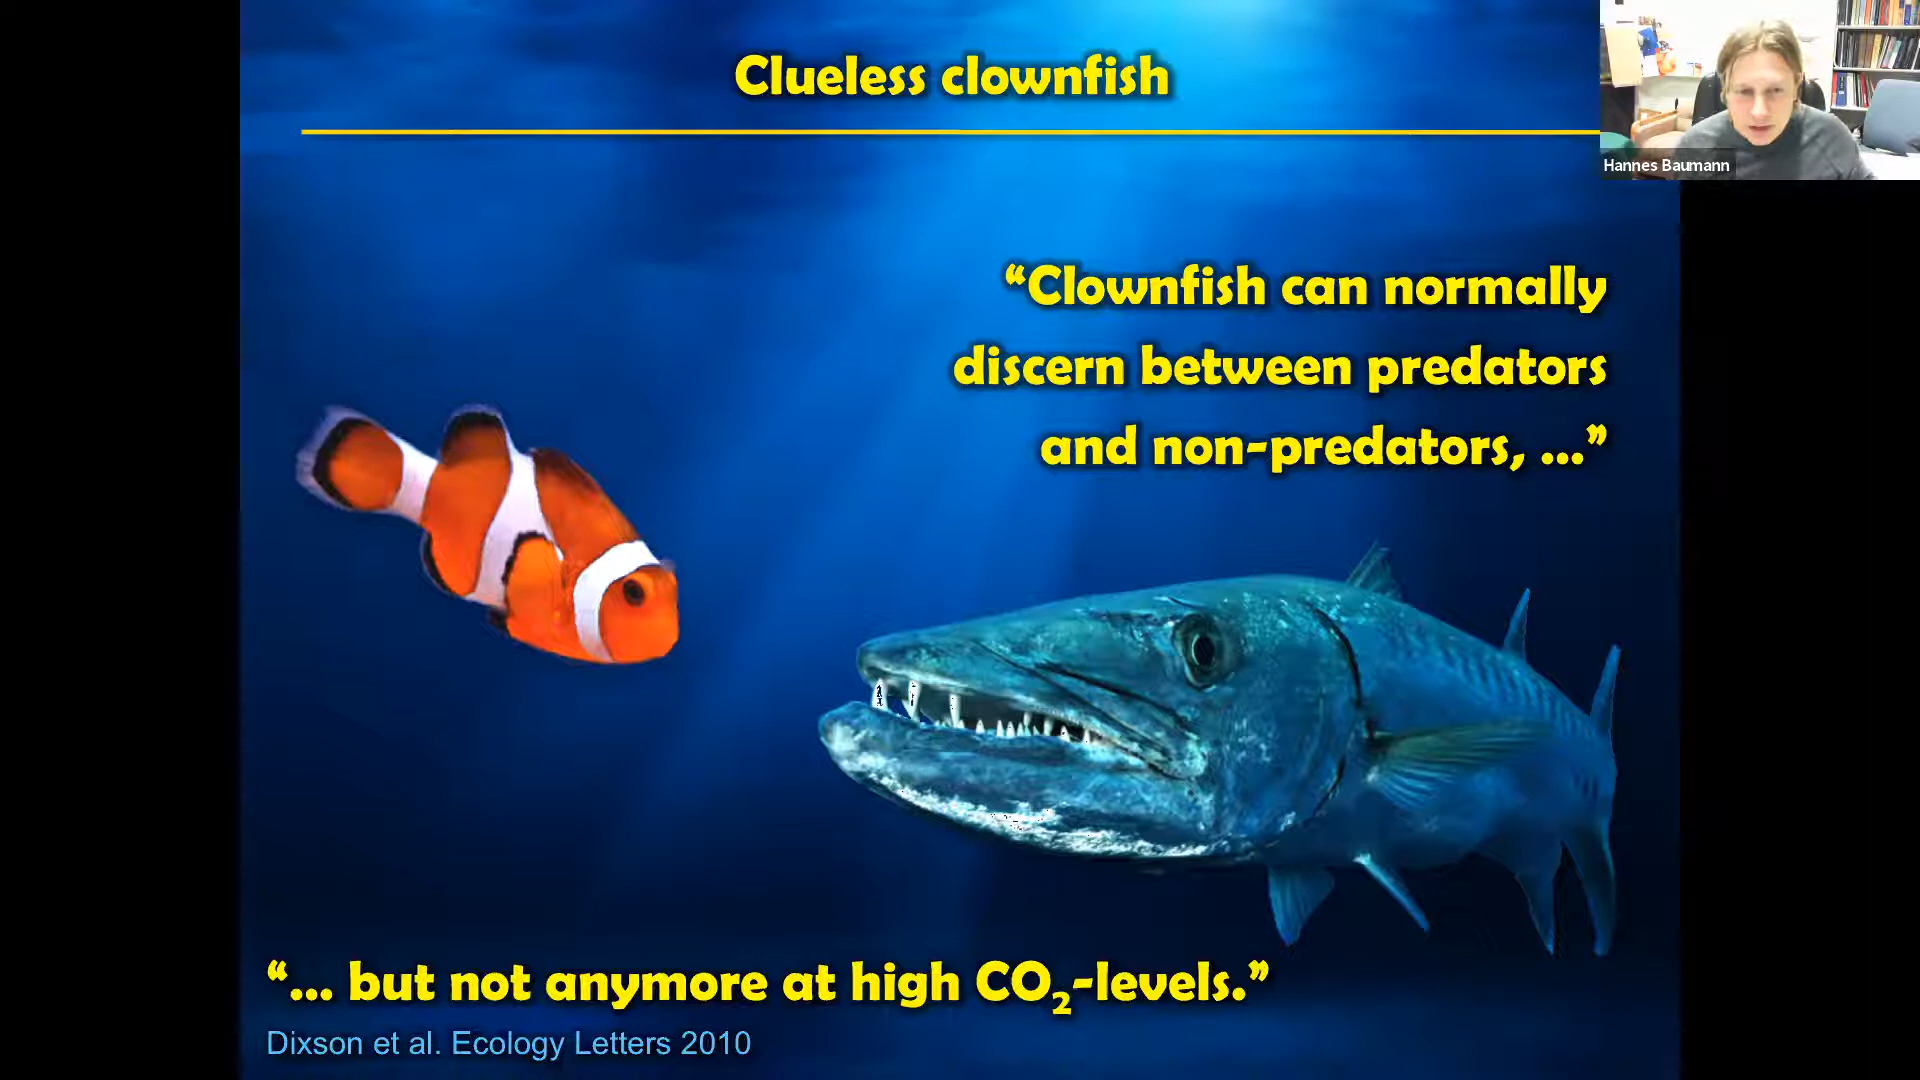 Clueless clownfish
Hannes Baumann
“Clownfish can normally
discern between predators
and non-predators, ...”
“... but not anymore at high CO₂-levels.”
Dixson et al. Ecology Letters 2010